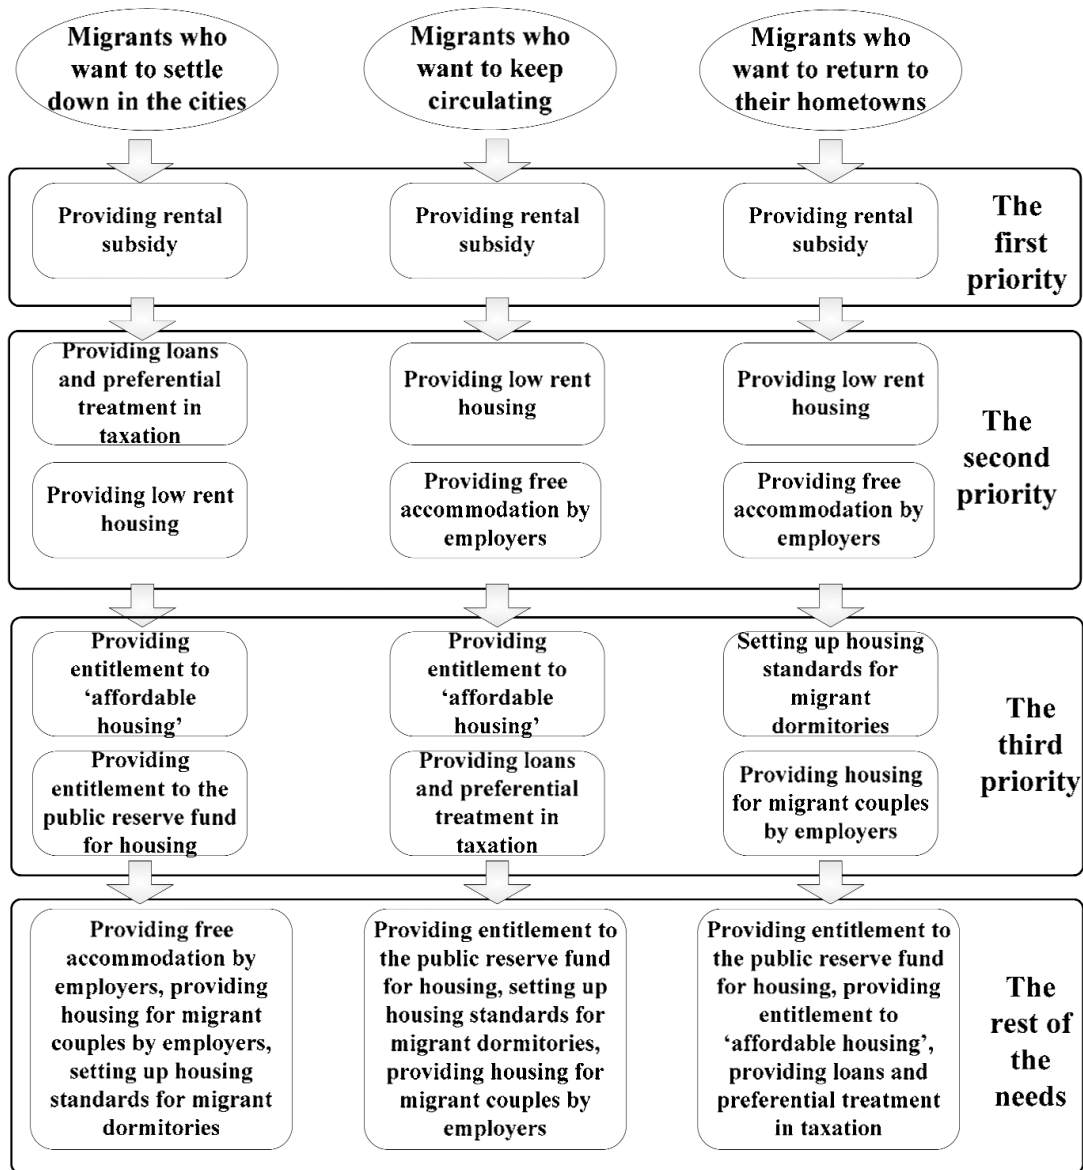 Migrants who
want to settle
down in the cities
Migrants who
want to keep
circulating
Migrants who
want to return to
their hometowns
Providing rental
subsidy
Providing rental
subsidy
Providing rental
subsidy
The
first
priority
Providing loans
and preferential
treatment in
taxation
Providing low rent
housing
Providing low rent
housing
Providing low rent
housing
Providing free
accommodation by
employers
Providing free
accommodation by
employers
The
second
priority
Providing
entitlement to
‘affordable
housing’
Providing
entitlement to
‘affordable
housing’
Setting up housing
standards for
migrant
dormitories
Providing
entitlement to the
public reserve fund
for housing
Providing loans
and preferential
treatment in
taxation
Providing housing
for migrant couples
by employers
The
third
priority
Providing free
accommodation by
employers, providing
housing for migrant
couples by employers,
setting up housing
standards for migrant
dormitories
Providing entitlement to
the public reserve fund
for housing, setting up
housing standards for
migrant dormitories,
providing housing for
migrant couples by
employers
Providing entitlement to
the public reserve fund
for housing, providing
entitlement to
‘affordable housing’,
providing loans and
preferential treatment
in taxation
The
rest of
the
needs